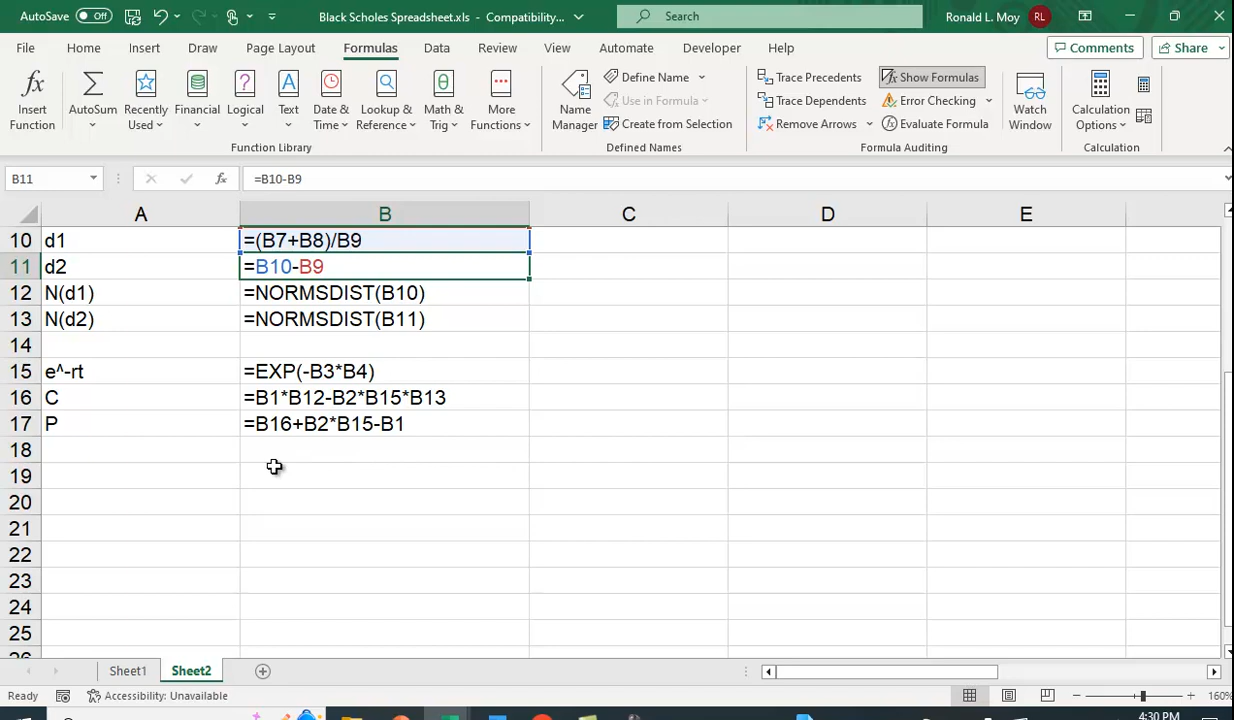 AutoSave Off
Black Scholes Spreadsheet.xls - Compatibility...
Search
Ronald L. Moy RL
File Home Insert Draw Page Layout Formulas Data Review View Automate Developer Help
Comments Share
Insert Function
AutoSum
Recently Used
Financial
Logical
Text
Date & Time
Lookup & Reference
Math & Trig
More Functions
Function Library
Name Manager
Define Name
Use in Formula
Create from Selection
Defined Names
Trace Precedents
Trace Dependents
Remove Arrows
Show Formulas
Error Checking
Evaluate Formula
Formula Auditing
Watch Window
Calculation Options
Calculation
B11 fx =B10-B9
A B C D E
10 d1 =(B7+B8)/B9
11 d2 =B10-B9
12 N(d1) =NORMSDIST(B10)
13 N(d2) =NORMSDIST(B11)
14
15 e^-rt =EXP(-B3*B4)
16 C =B1*B12-B2*B15*B13
17 P =B16+B2*B15-B1
18
19
20
21
22
23
24
25
Sheet1 Sheet2
Ready Accessibility: Unavailable 160%
4:30 PM